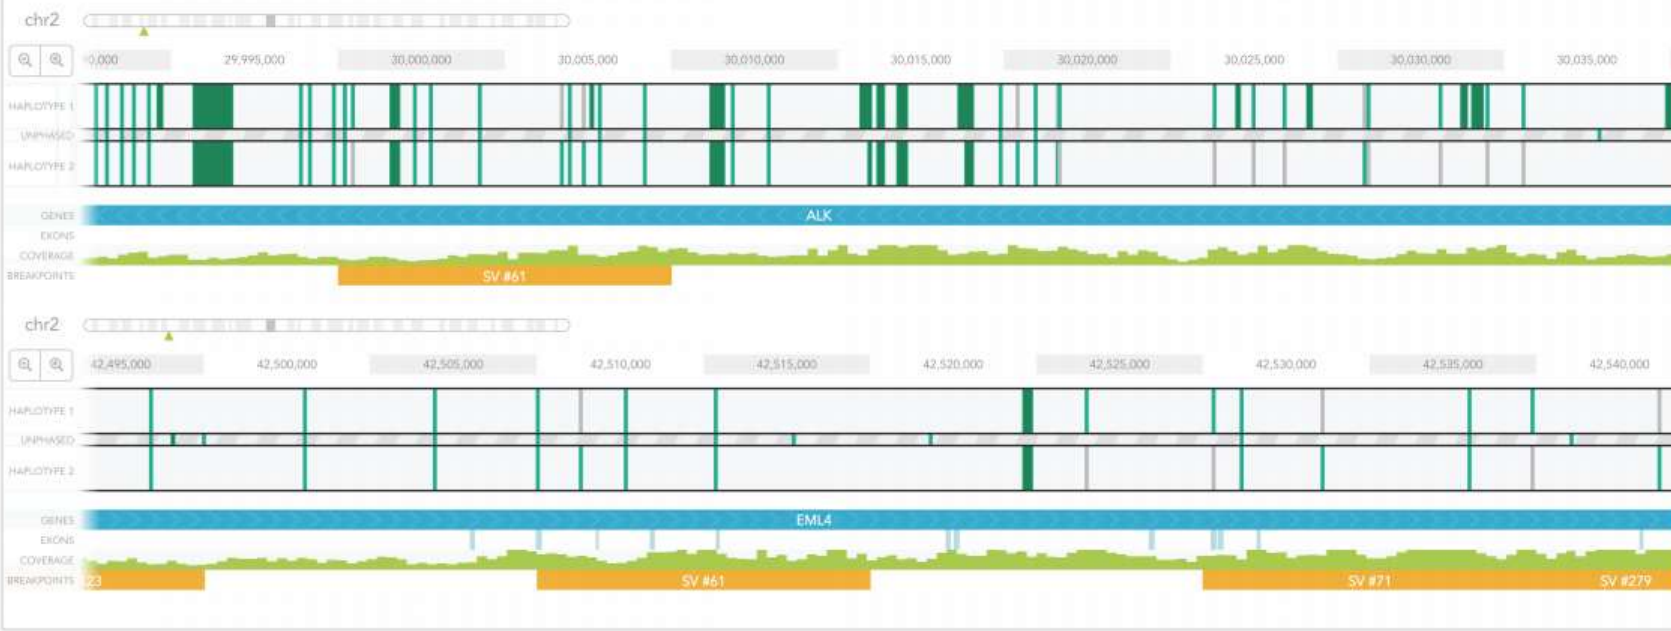 chr2
0,000 29,995,000 30,000,000 30,005,000 30,010,000 30,015,000 30,020,000 30,025,000 30,030,000 30,035,000
HAPLOTYPE 1
UNPHASED
HAPLOTYPE 2
GENES ALK
EXONS
COVERAGE
BREAKPOINTS SV #61
chr2
42,495,000 42,500,000 42,505,000 42,510,000 42,515,000 42,520,000 42,525,000 42,530,000 42,535,000 42,540,000
HAPLOTYPE 1
UNPHASED
HAPLOTYPE 2
GENES EML4
EXONS
COVERAGE
BREAKPOINTS 23 SV #61 SV #71 SV #279